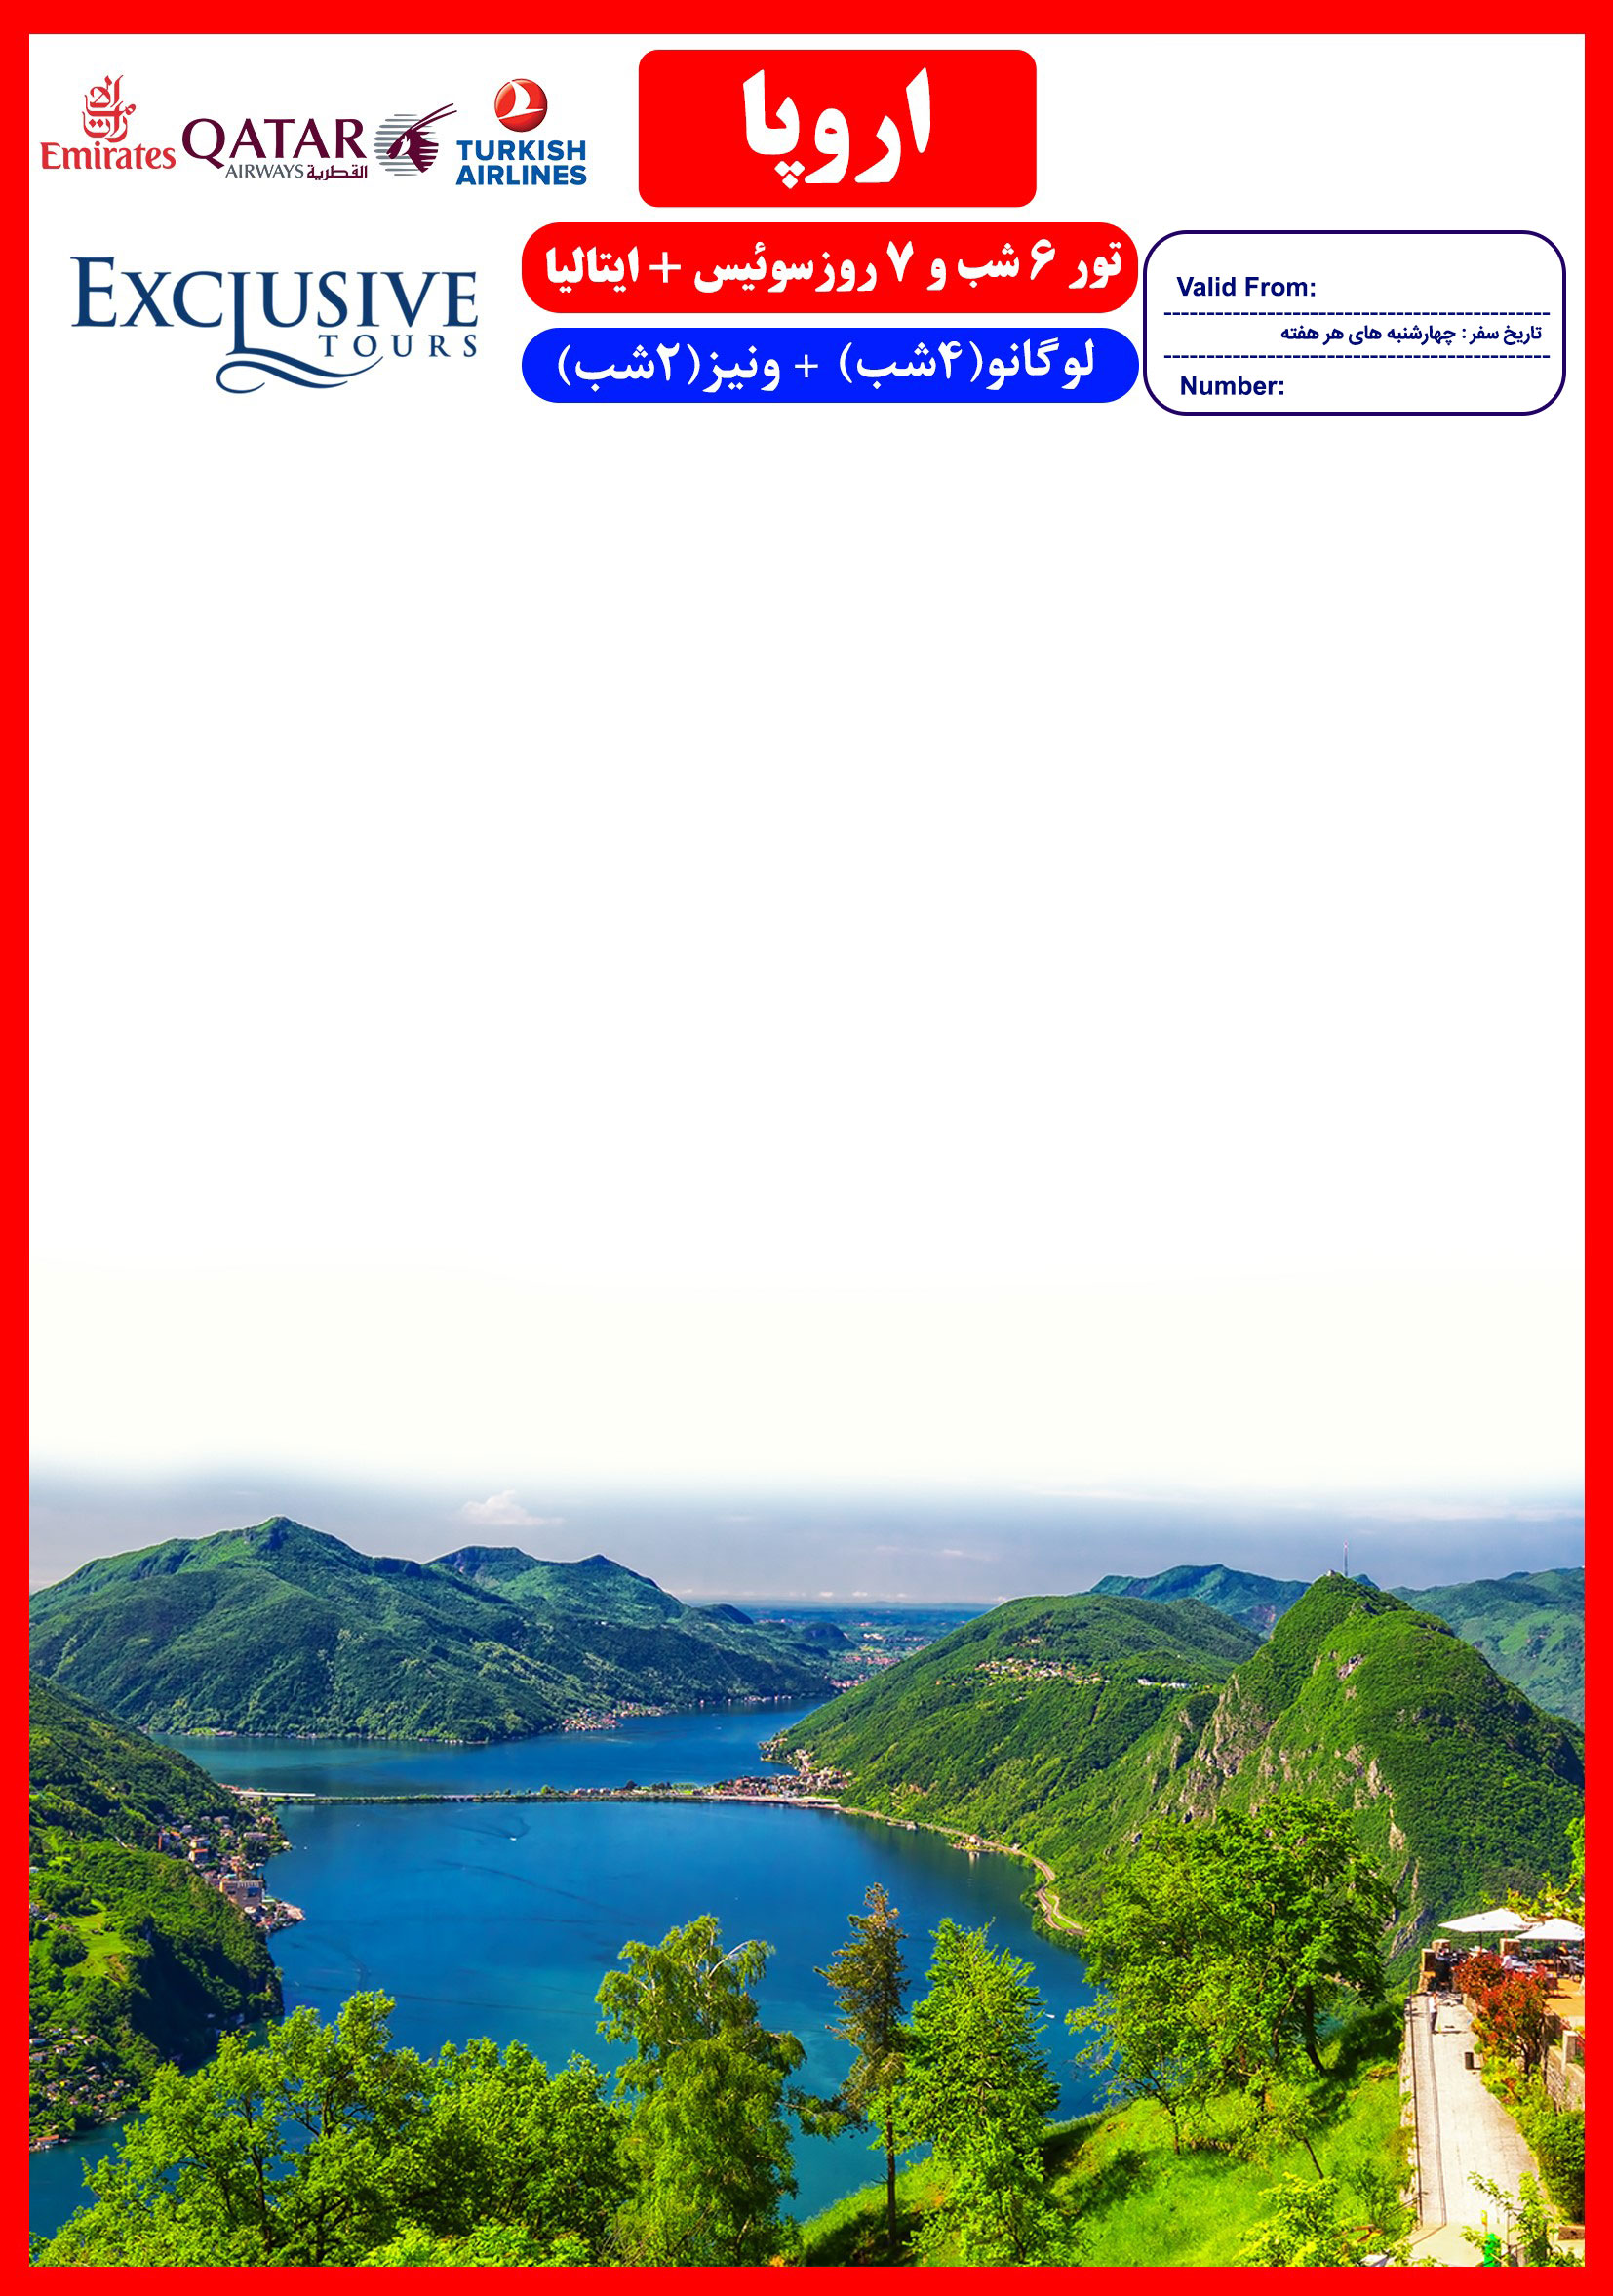 اروپا
Emirates
QATAR
AIRWAYS القطرية
TURKISH
AIRLINES
تور ۶ شب و ۷ روز سوئیس + ایتالیا
لوگانو(۴شب) + ونیز(۲شب)
EXCLUSIVE
TOURS
Valid From:
تاریخ سفر : چهارشنبه های هر هفته
Number: